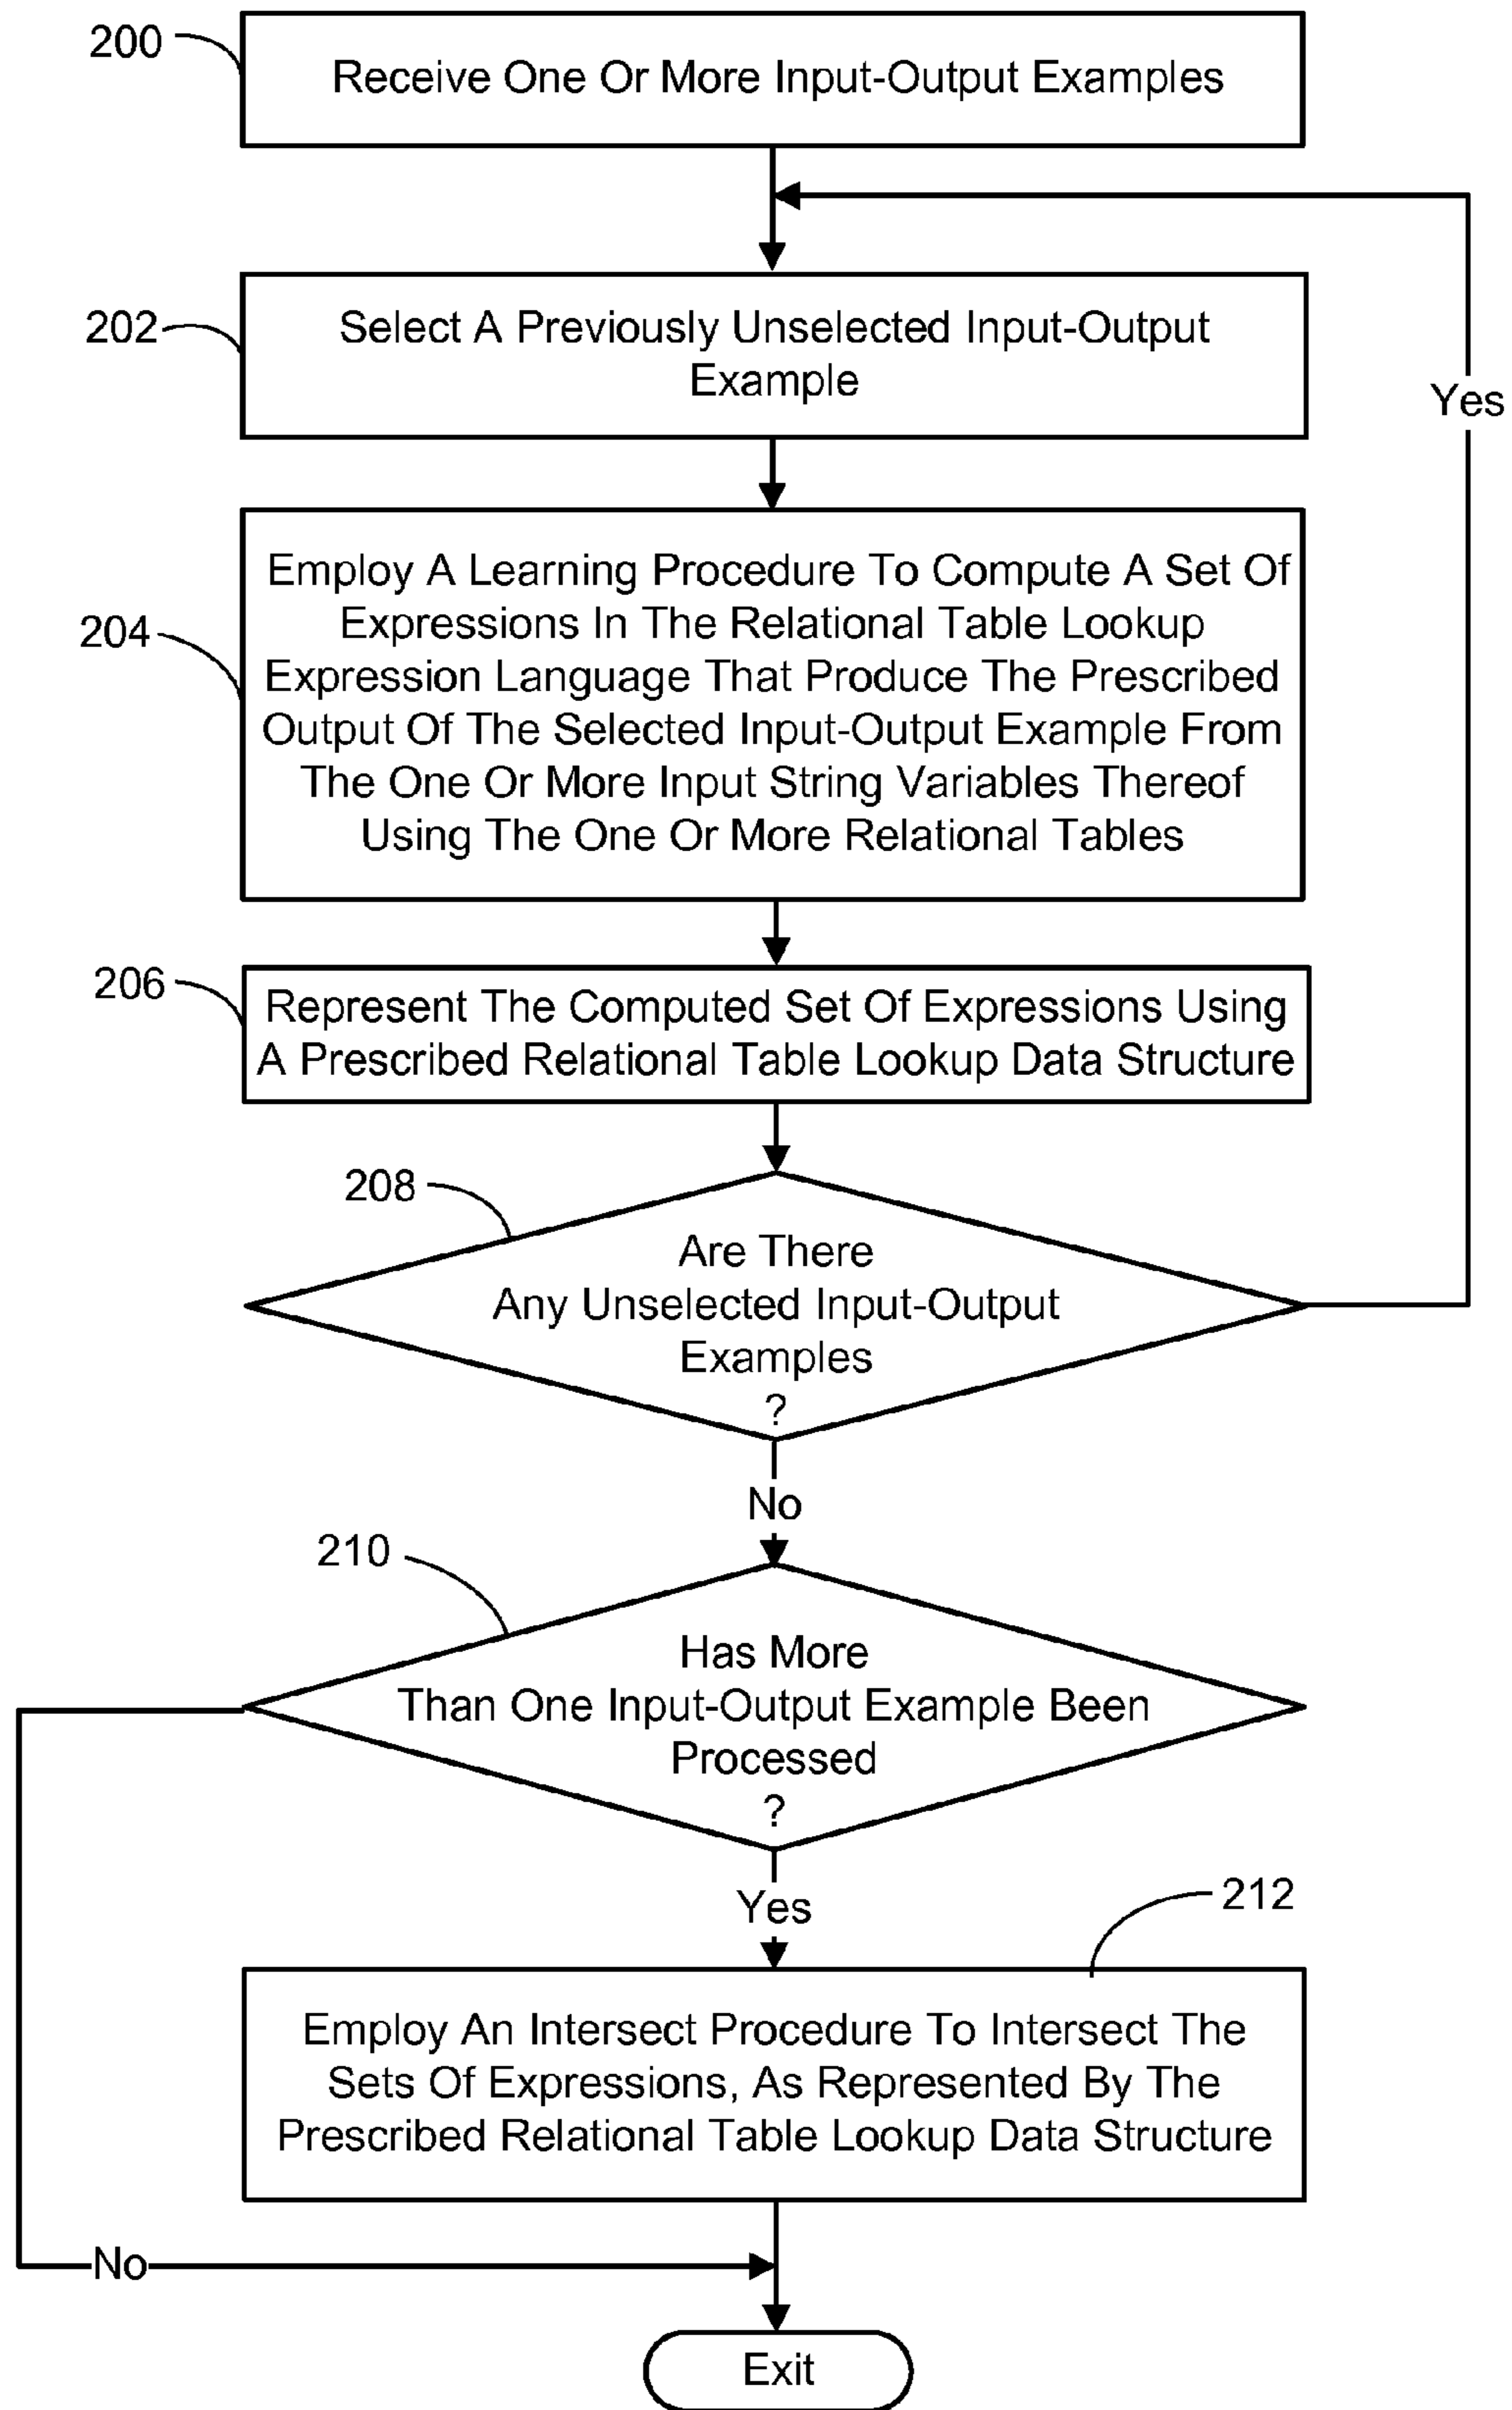 200
Receive One Or More Input-Output Examples
202
Select A Previously Unselected Input-Output
Example
Yes
204
Employ A Learning Procedure To Compute A Set Of
Expressions In The Relational Table Lookup
Expression Language That Produce The Prescribed
Output Of The Selected Input-Output Example From
The One Or More Input String Variables Thereof
Using The One Or More Relational Tables
206
Represent The Computed Set Of Expressions Using
A Prescribed Relational Table Lookup Data Structure
208
Are There
Any Unselected Input-Output
Examples
?
No
210
Has More
Than One Input-Output Example Been
Processed
?
Yes
212
Employ An Intersect Procedure To Intersect The
Sets Of Expressions, As Represented By The
Prescribed Relational Table Lookup Data Structure
No
Exit